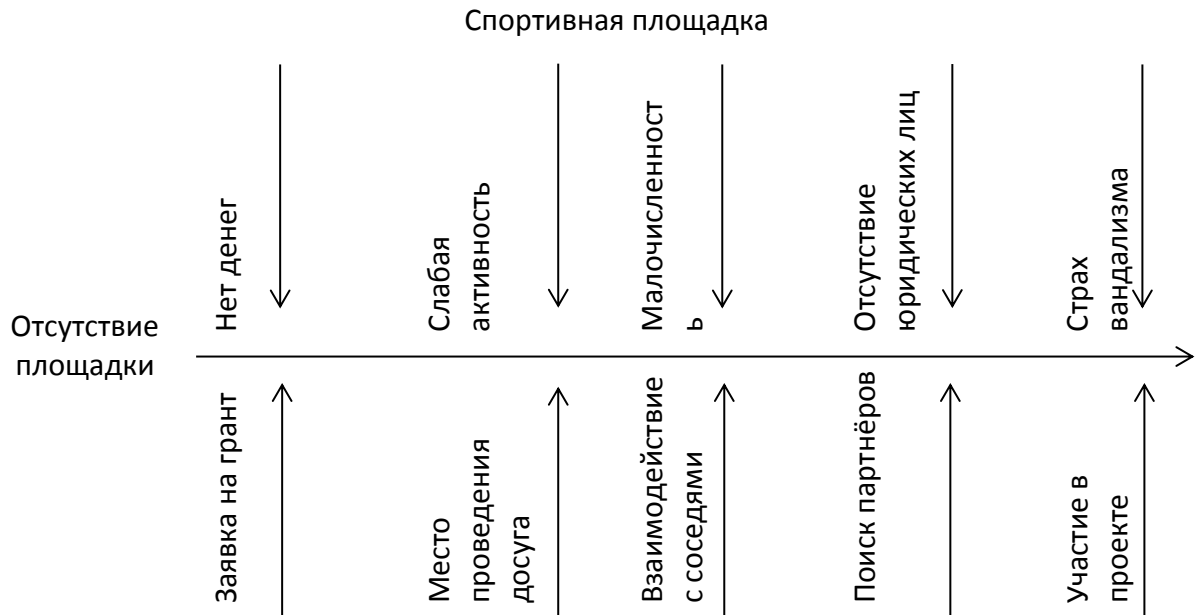 Спортивная площадка
Нет денег
Слабая
активность
Малочисленност
ь
Отсутствие
юридических лиц
Страх
вандализма
Отсутствие
площадки
Заявка на грант
Место
проведения
досуга
Взаимодействие
с соседями
Поиск партнёров
Участие в
проекте